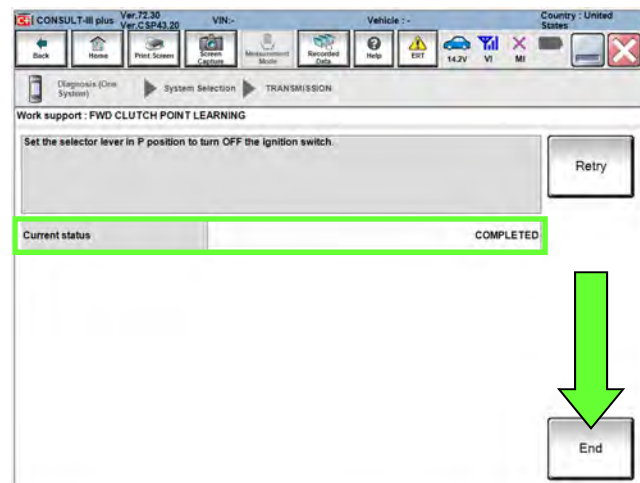 CONSULT-III plus Ver.72.30 Ver.CSP43.20 VIN:- Vehicle : - Country : United States
Back Home Print Screen Screen Capture Measurement Mode Recorded Data Help ERT 14.2V VI MI
Diagnosis (One System) System Selection TRANSMISSION
Work support : FWD CLUTCH POINT LEARNING
Set the selector lever in P position to turn OFF the ignition switch.
Retry
Current status COMPLETED
End